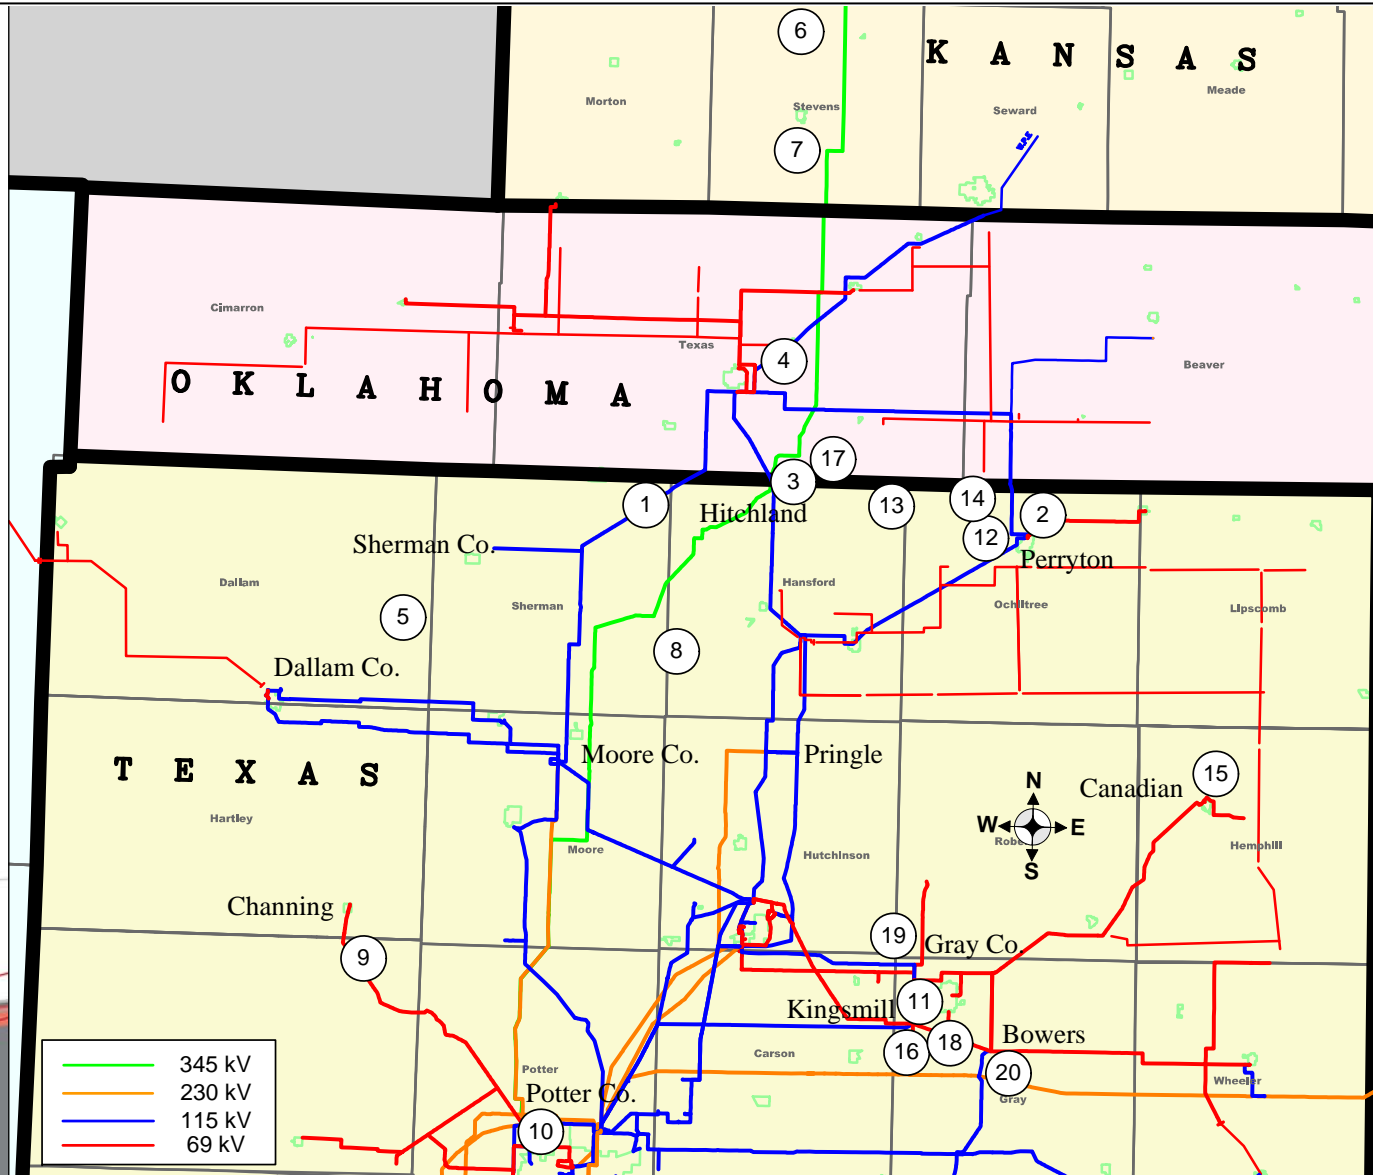 6
K A N S A S
Meade
Morton
Stevens
Seward
W.P.E
7
Cimarron
Texas
4
Beaver
O K L A H O M A
17
3
1
Hitchland
13
14
2
12
Sherman Co.
Perryton
Dallam
Sherman
Hansford
Ochiltree
Lipscomb
5
8
Dallam Co.
Moore Co.
Pringle
T E X A S
Canadian
15
N
W E
S
Hartley
Moore
Hutchinson
Hemphill
Channing
19
Gray Co.
9
11
Kingsmill
18
Bowers
16
Carson
20
345 kV
230 kV
115 kV
69 kV
Potter
Potter Co.
10
Gray
Wheeler